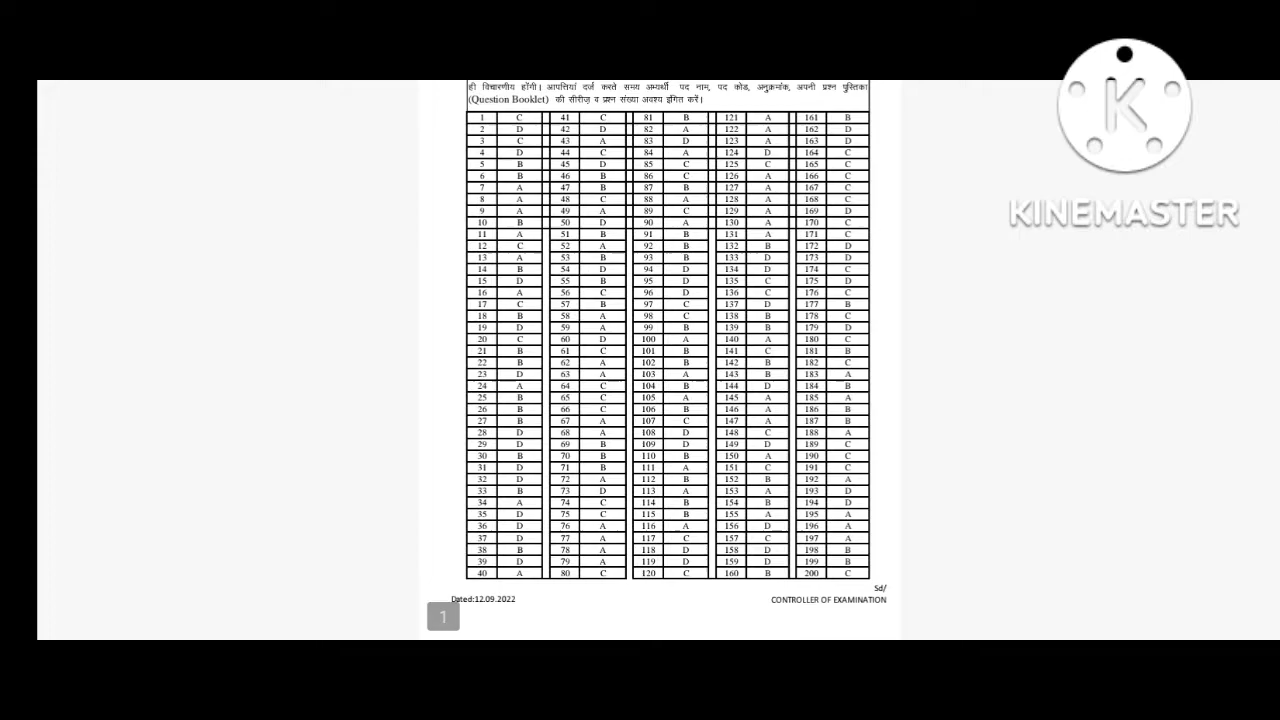 ही विचारणीय होंगी। आपत्तियां दर्ज करते समय अभ्यर्थी पद नाम, पद कोड, अनुक्रमांक, अपनी प्रश्न पुस्तिका
(Question Booklet) की सीरीज़ व प्रश्न संख्या अवश्य इंगित करें।
K
KINEMASTER
1 C 41 C 81 B 121 A 161 B
2 D 42 D 82 A 122 A 162 D
3 C 43 A 83 D 123 A 163 D
4 D 44 C 84 A 124 D 164 C
5 B 45 D 85 C 125 C 165 C
6 B 46 B 86 C 126 A 166 C
7 A 47 B 87 B 127 A 167 C
8 A 48 C 88 A 128 A 168 C
9 A 49 A 89 C 129 A 169 D
10 B 50 D 90 A 130 A 170 C
11 A 51 B 91 B 131 A 171 C
12 C 52 A 92 B 132 B 172 D
13 A 53 B 93 B 133 D 173 D
14 B 54 D 94 D 134 D 174 C
15 D 55 B 95 D 135 C 175 D
16 A 56 C 96 D 136 C 176 C
17 C 57 B 97 C 137 D 177 B
18 B 58 A 98 C 138 B 178 C
19 D 59 A 99 B 139 B 179 D
20 C 60 D 100 A 140 A 180 C
21 B 61 C 101 B 141 C 181 B
22 B 62 A 102 B 142 B 182 C
23 D 63 A 103 A 143 B 183 A
24 A 64 C 104 B 144 D 184 B
25 B 65 C 105 A 145 A 185 A
26 B 66 C 106 B 146 A 186 B
27 B 67 A 107 C 147 A 187 B
28 D 68 A 108 D 148 C 188 A
29 D 69 B 109 D 149 D 189 C
30 B 70 B 110 B 150 A 190 C
31 D 71 B 111 A 151 C 191 C
32 D 72 A 112 B 152 B 192 A
33 B 73 D 113 A 153 A 193 D
34 A 74 C 114 B 154 B 194 D
35 D 75 C 115 B 155 A 195 A
36 D 76 A 116 A 156 D 196 A
37 D 77 A 117 C 157 C 197 A
38 B 78 A 118 D 158 D 198 B
39 D 79 A 119 D 159 D 199 B
40 A 80 C 120 C 160 B 200 C
Sd/
Dated:12.09.2022 CONTROLLER OF EXAMINATION
1